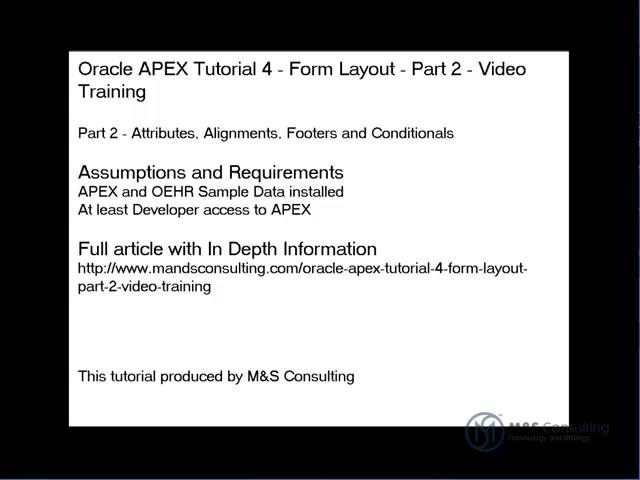 Oracle APEX Tutorial 4 - Form Layout - Part 2 - Video
Training
Part 2 - Attributes, Alignments, Footers and Conditionals
Assumptions and Requirements
APEX and OEHR Sample Data installed
At least Developer access to APEX
Full article with In Depth Information
http://www.mandsconsulting.com/oracle-apex-tutorial-4-form-layout-
part-2-video-training
This tutorial produced by M&S Consulting
M&S Consulting
Technology and Strategy